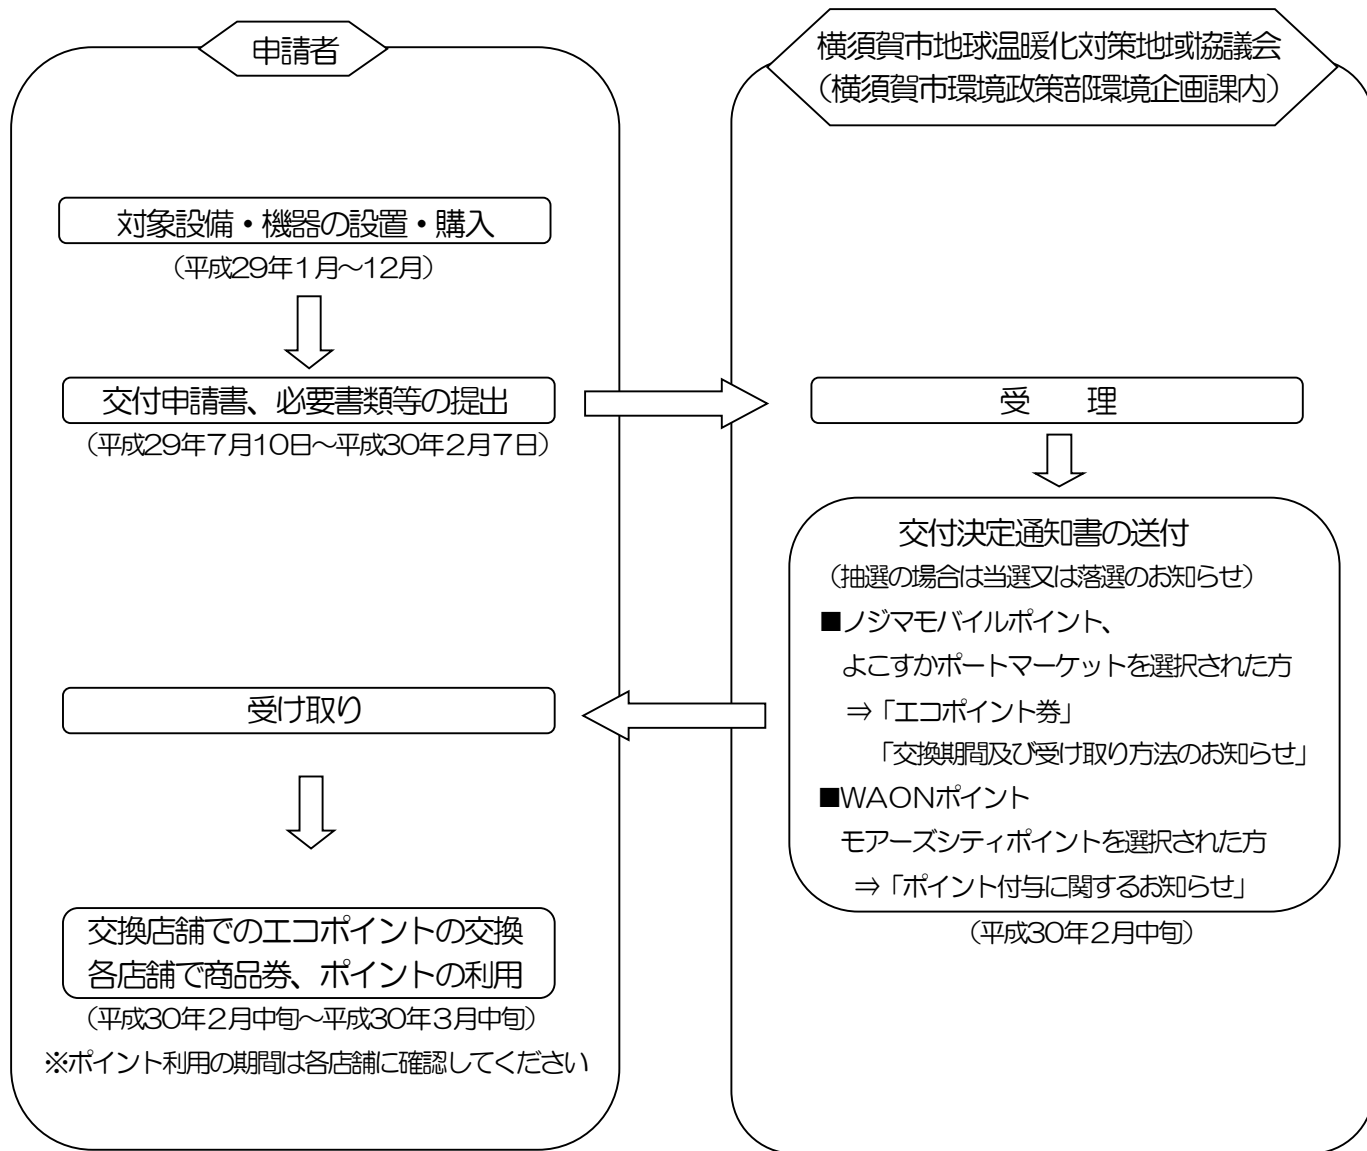 申請者
対象設備・機器の設置・購入
（平成29年１月～12月）
交付申請書、必要書類等の提出
（平成29年７月10日～平成30年２月７日）
受け取り
交換店舗でのエコポイントの交換
各店舗で商品券、ポイントの利用
（平成30年２月中旬～平成30年３月中旬）
※ポイント利用の期間は各店舗に確認してください
横須賀市地球温暖化対策地域協議会
（横須賀市環境政策部環境企画課内）
受　理
交付決定通知書の送付
（抽選の場合は当選又は落選のお知らせ）
■ノジマモバイルポイント、
よこすかポートマーケットを選択された方
⇒「エコポイント券」
「交換期間及び受け取り方法のお知らせ」
■WAONポイント
モアーズシティポイントを選択された方
⇒「ポイント付与に関するお知らせ」
（平成30年２月中旬）